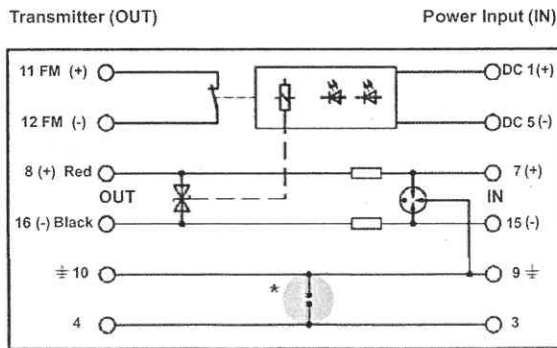 Transmitter (OUT) Power Input (IN)
11 FM (+) DC 1 (+)
12 FM (-) DC 5 (-)
8 (+) Red 7 (+)
OUT IN
16 (-) Black 15 (-)
⏚ 10 9 ⏚
*
4 3